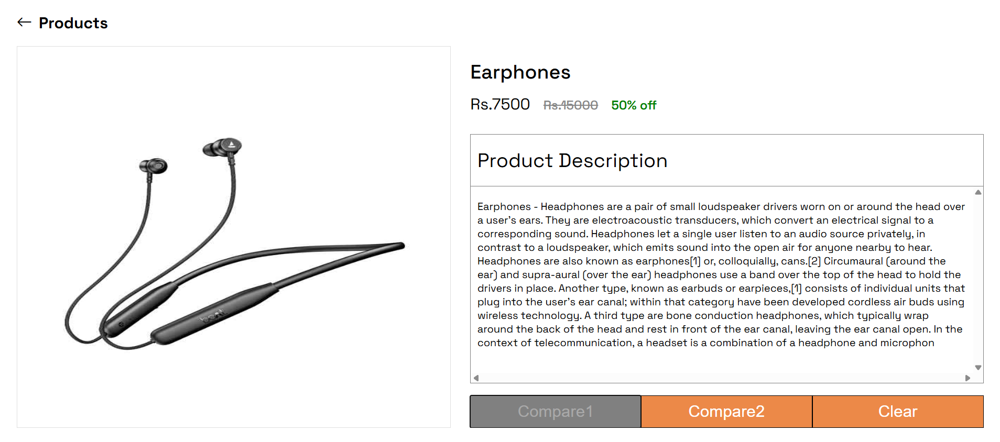 ← Products
Earphones
Rs.7500 Rs.15000 50% off
Product Description
Earphones - Headphones are a pair of small loudspeaker drivers worn on or around the head over
a user's ears. They are electroacoustic transducers, which convert an electrical signal to a
corresponding sound. Headphones let a single user listen to an audio source privately, in
contrast to a loudspeaker, which emits sound into the open air for anyone nearby to hear.
Headphones are also known as earphones[1] or, colloquially, cans.[2] Circumaural (around the
ear) and supra-aural (over the ear) headphones use a band over the top of the head to hold the
drivers in place. Another type, known as earbuds or earpieces,[1] consists of individual units that
plug into the user's ear canal; within that category have been developed cordless air buds using
wireless technology. A third type are bone conduction headphones, which typically wrap
around the back of the head and rest in front of the ear canal, leaving the ear canal open. In the
context of telecommunication, a headset is a combination of a headphone and microphon
boAt
Compare1 Compare2 Clear